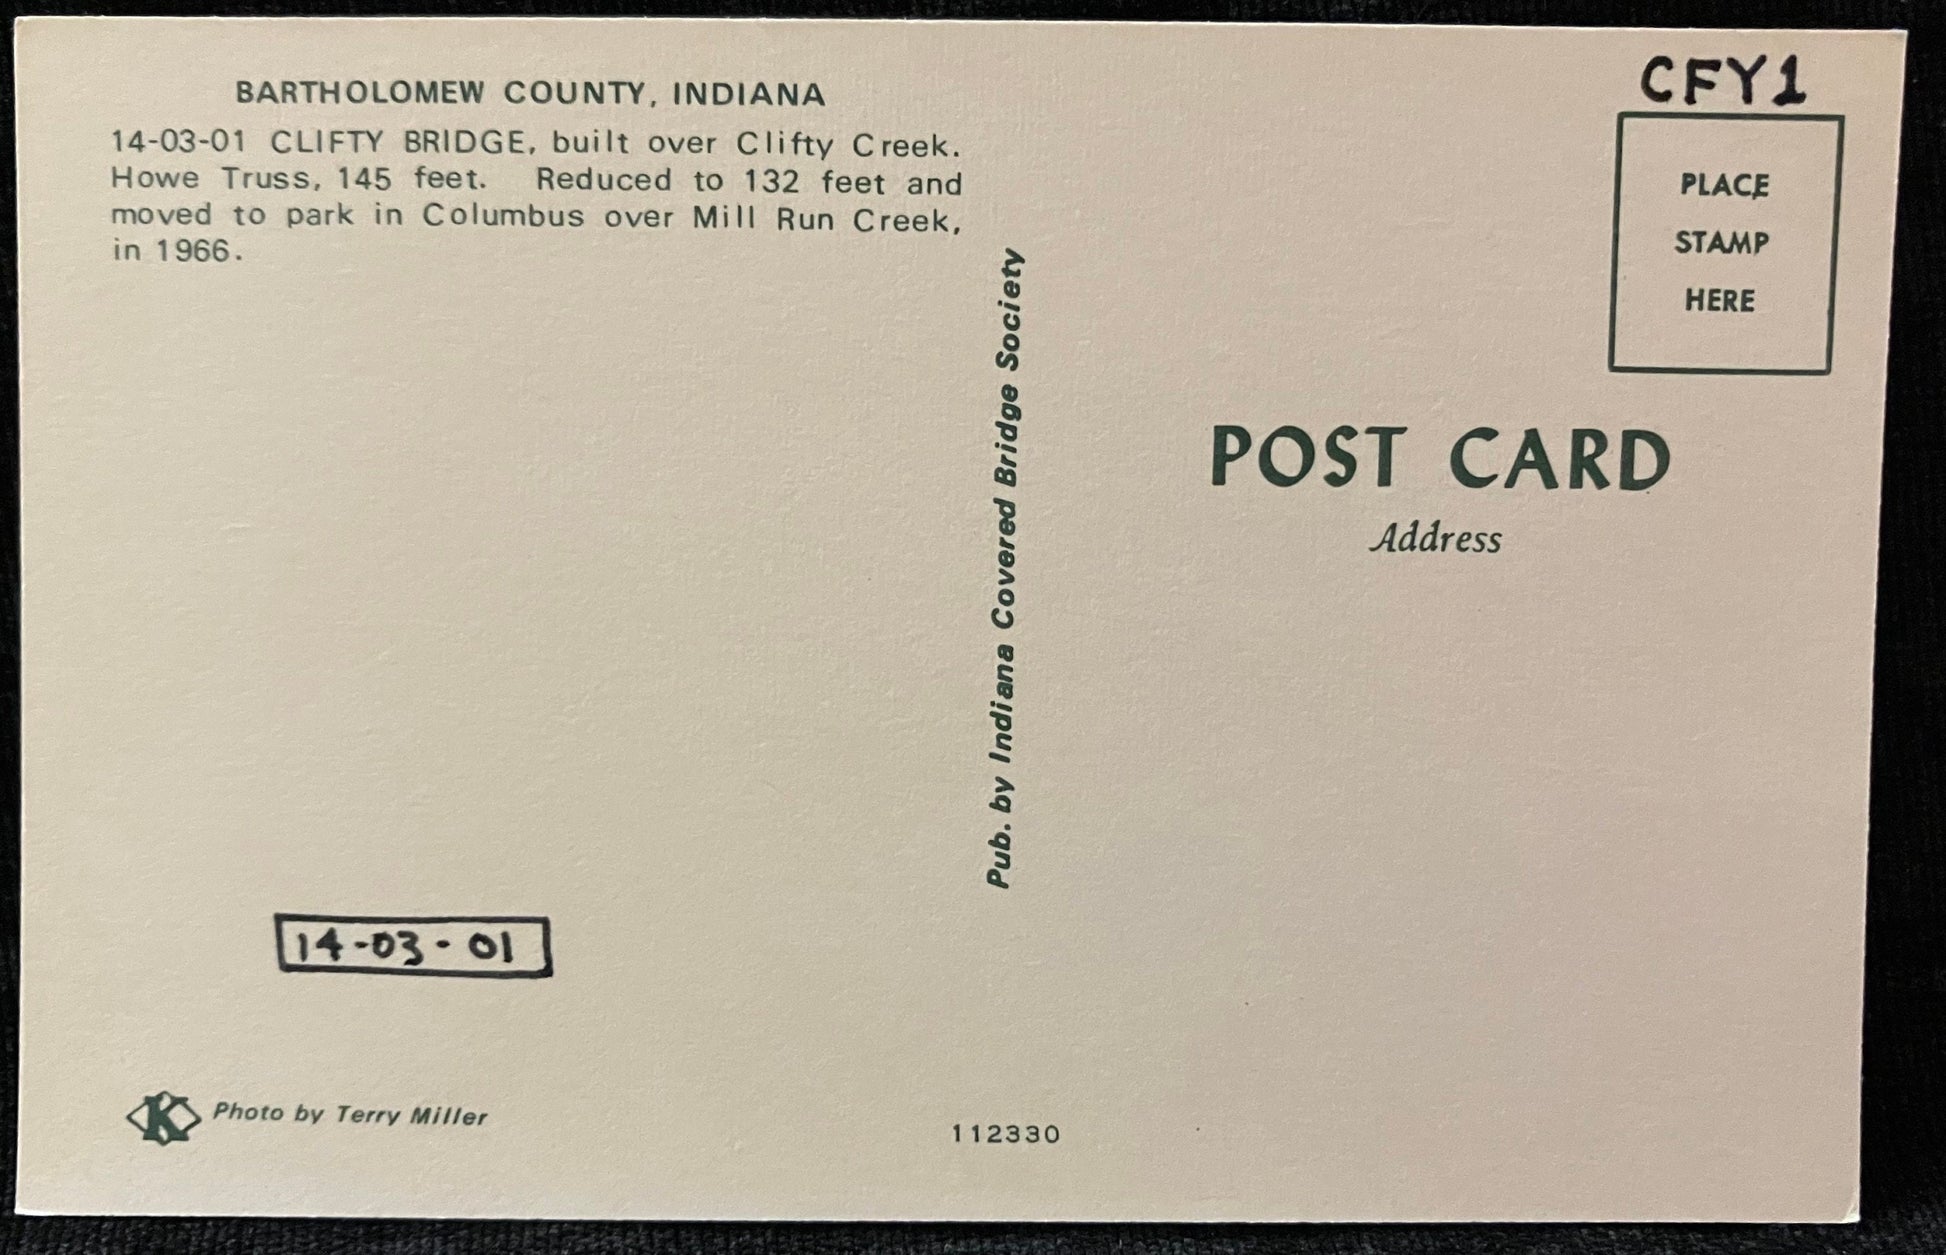 BARTHOLOMEW COUNTY, INDIANA
14-03-01 CLIFTY BRIDGE, built over Clifty Creek.
Howe Truss, 145 feet. Reduced to 132 feet and
moved to park in Columbus over Mill Run Creek,
in 1966.
CFY1
PLACE
STAMP
HERE
Pub. by Indiana Covered Bridge Society
POST CARD
Address
14-03-01
K
Photo by Terry Miller
112330